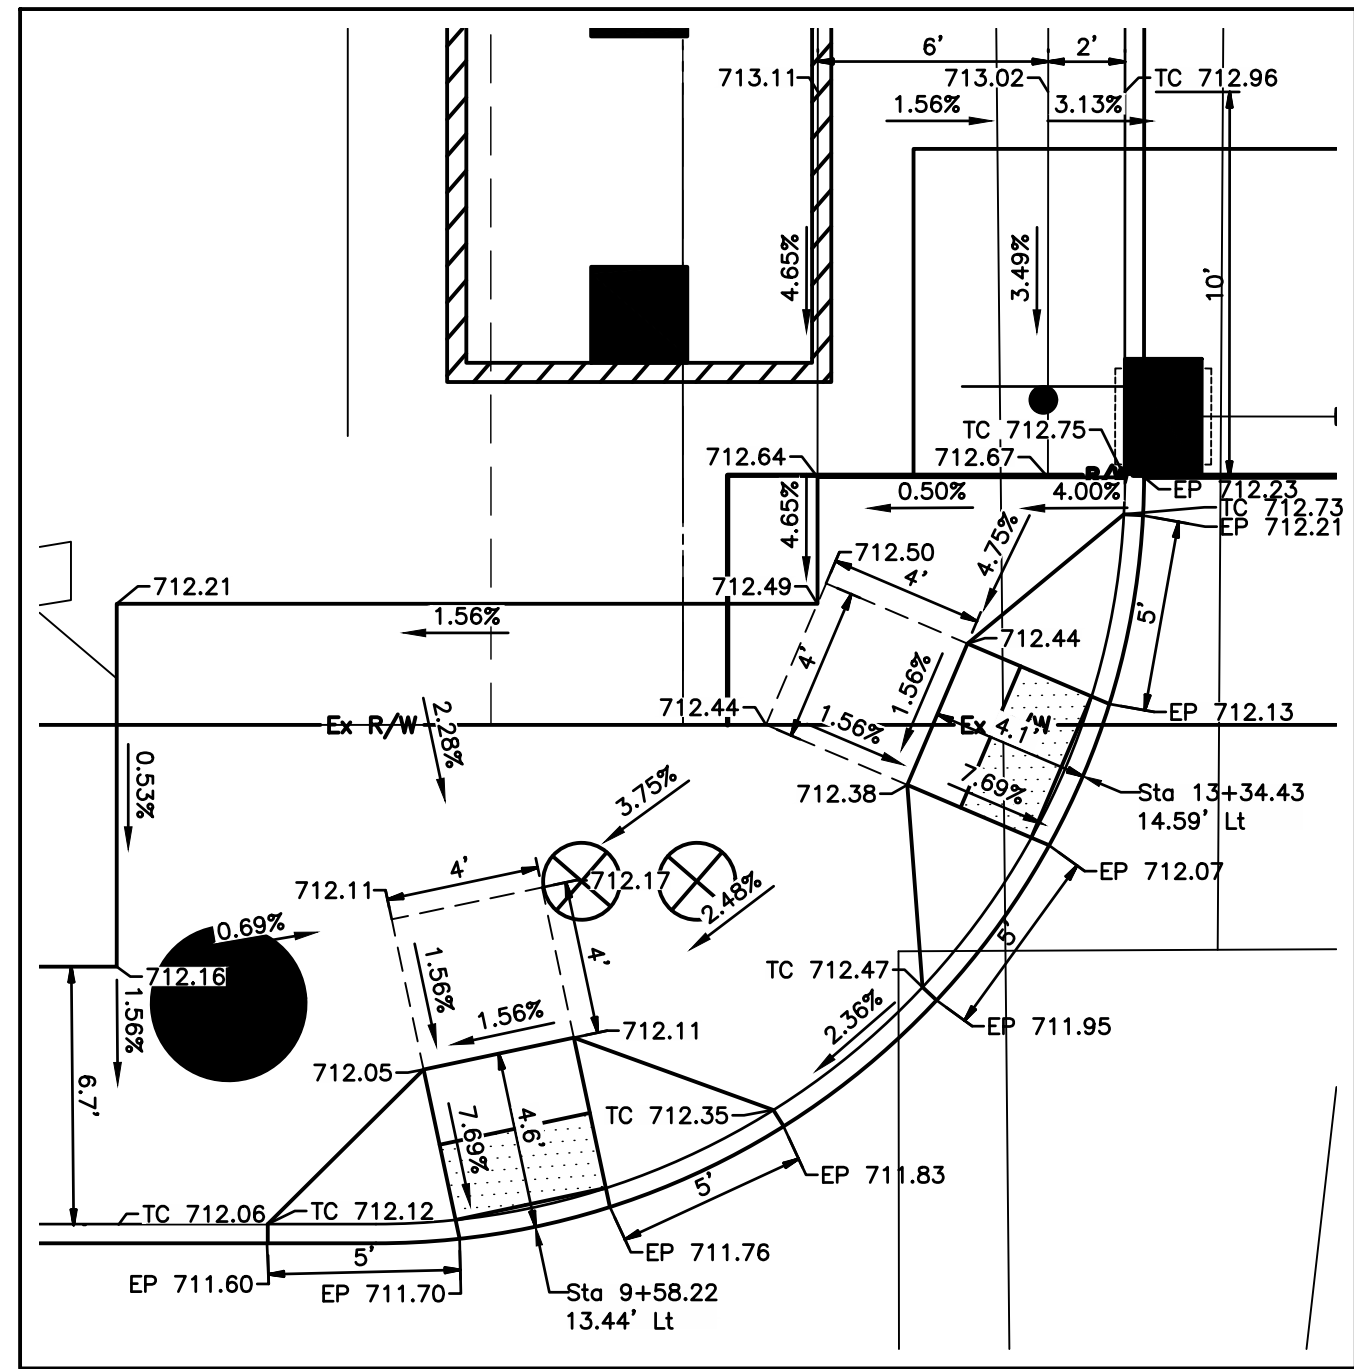 6' 2'
713.11 713.02 TC 712.96
1.56% 3.13%
4.65%
3.49%
10'
TC 712.75
712.64 712.67 R/W
0.50% 4.00% EP 712.23
4.65%
TC 712.73
EP 712.21
4.75%
712.50
4'
712.21 712.49
1.56%
5'
712.44
4'
1.56%
712.44
1.56%
Ex R/W
2.28%
Ex
4.1'
EP 712.13
0.53%
3.75%
712.38
7.69%
Sta 13+34.43
14.59' Lt
4'
712.11 712.17
EP 712.07
2.48%
0.69%
5'
4'
712.16
1.56%
TC 712.47
1.56%
1.56%
2.36%
EP 711.95
712.11
712.05
6.7'
7.69%
4.6'
TC 712.35
EP 711.83
5'
TC 712.06 TC 712.12
5'
EP 711.76
EP 711.60 EP 711.70
Sta 9+58.22
13.44' Lt